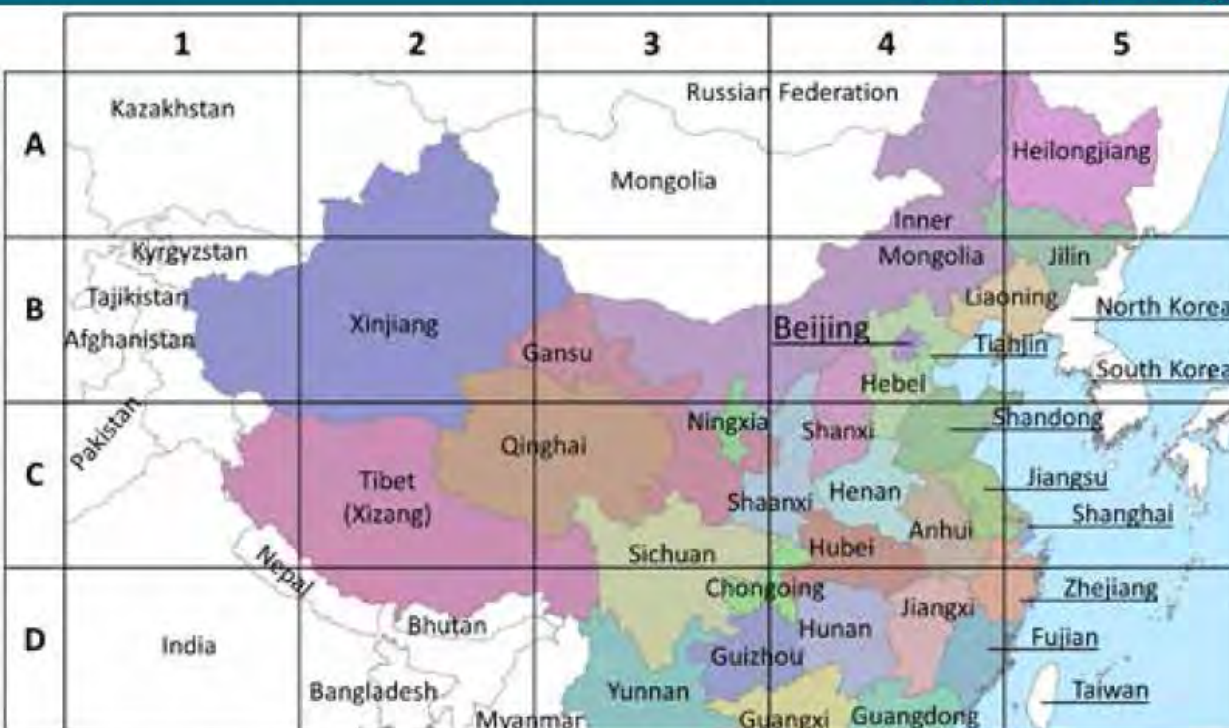 1 2 3 4 5
A
Kazakhstan
Russian Federation
Mongolia
Heilongjiang
Inner
Mongolia
B
Kyrgyzstan
Jilin
Tajikistan
Liaoning
North Korea
Afghanistan
Xinjiang
Beijing
Gansu
Tianjin
South Korea
Hebei
C
Pakistan
Ningxia
Shandong
Qinghai
Shanxi
Tibet
(Xizang)
Jiangsu
Shaanxi
Henan
Shanghai
Anhui
Sichuan
Hubei
D
Nepal
Chongoing
Zhejiang
Jiangxi
Bhutan
Hunan
Fujian
India
Guizhou
Bangladesh
Yunnan
Taiwan
Myanmar
Guangxi
Guangdong